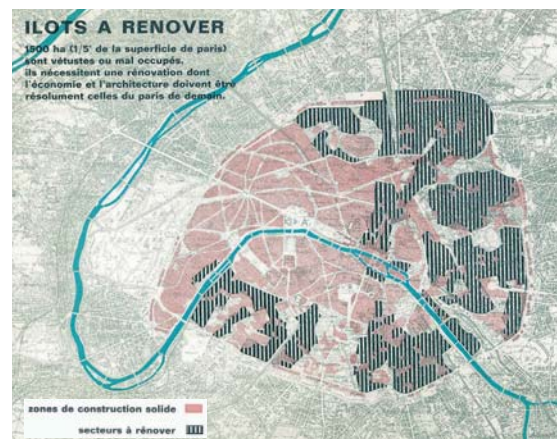 ILOTS A RENOVER
1500 ha (1/5e de la superficie de paris)
sont vétustes ou mal occupés.
ils nécessitent une rénovation dont
l'économie et l'architecture doivent être
résolument celles du paris de demain.
zones de construction solide
secteurs à rénover